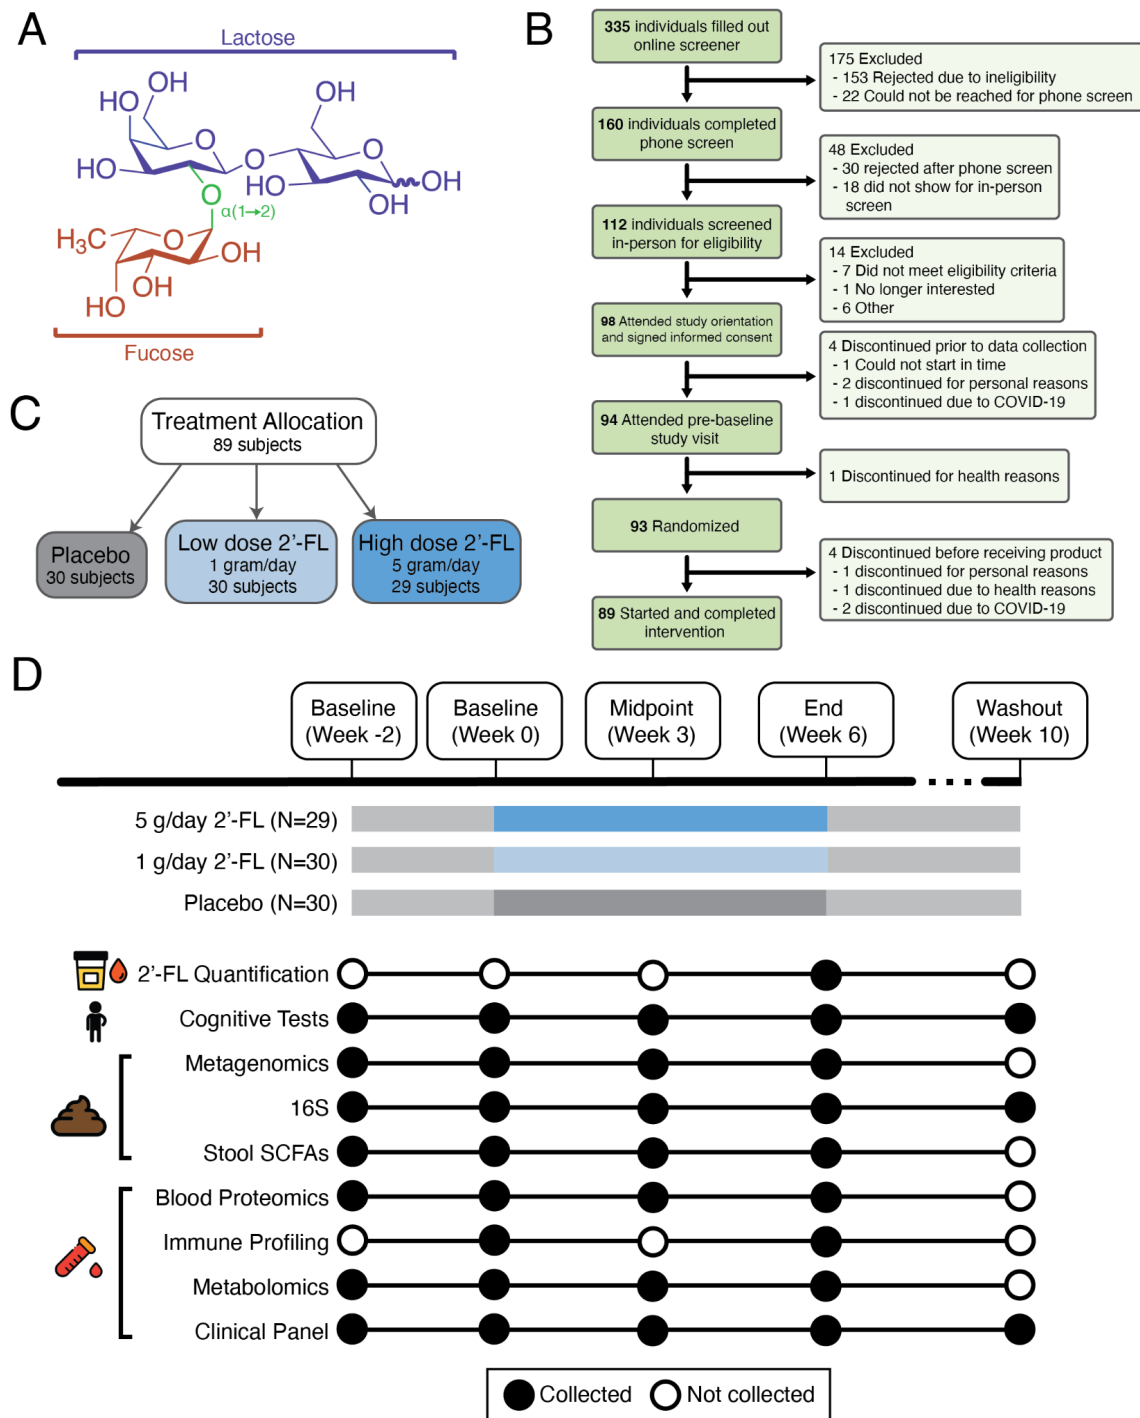 A
Lactose
OH
HO
OH
O
O
O
HO
HO
OH
OH
OH
O
α(1→2)
H₃C
O
OH
OH
HO
Fucose
B
335 individuals filled out
online screener
175 Excluded
- 153 Rejected due to ineligibility
- 22 Could not be reached for phone screen
160 individuals completed
phone screen
48 Excluded
- 30 rejected after phone screen
- 18 did not show for in-person
screen
112 individuals screened
in-person for eligibility
14 Excluded
- 7 Did not meet eligibility criteria
- 1 No longer interested
- 6 Other
98 Attended study orientation
and signed informed consent
4 Discontinued prior to data collection
- 1 Could not start in time
- 2 discontinued for personal reasons
- 1 discontinued due to COVID-19
94 Attended pre-baseline
study visit
1 Discontinued for health reasons
93 Randomized
4 Discontinued before receiving product
- 1 discontinued for personal reasons
- 1 discontinued due to health reasons
- 2 discontinued due to COVID-19
89 Started and completed
intervention
C
Treatment Allocation
89 subjects
Placebo
30 subjects
Low dose 2'-FL
1 gram/day
30 subjects
High dose 2'-FL
5 gram/day
29 subjects
D
Baseline
(Week -2)
Baseline
(Week 0)
Midpoint
(Week 3)
End
(Week 6)
Washout
(Week 10)
5 g/day 2'-FL (N=29)
1 g/day 2'-FL (N=30)
Placebo (N=30)
2'-FL Quantification
Cognitive Tests
Metagenomics
16S
Stool SCFAs
Blood Proteomics
Immune Profiling
Metabolomics
Clinical Panel
Collected
Not collected